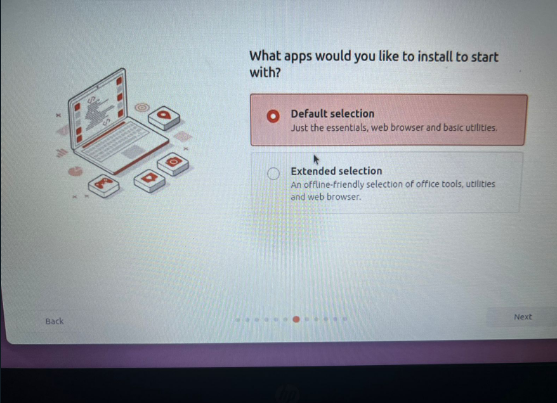 What apps would you like to install to start
with?
Default selection
Just the essentials, web browser and basic utilities.
Extended selection
An offline-friendly selection of office tools, utilities
and web browser.
Back
Next